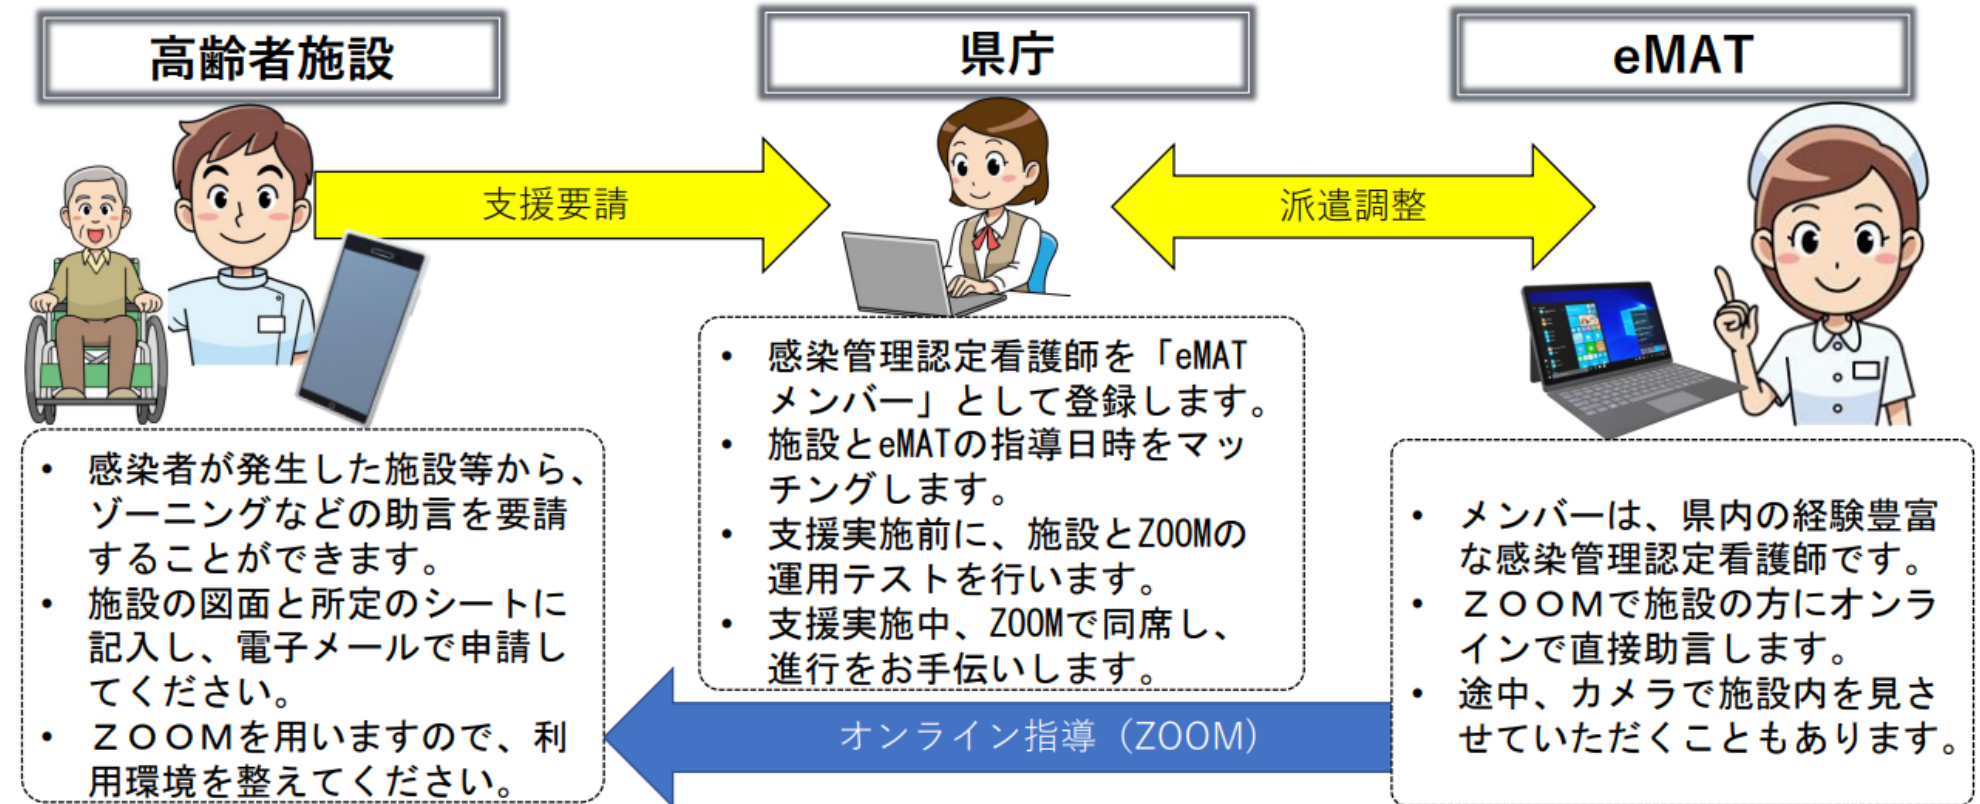 高齢者施設
県庁
eMAT
支援要請
派遣調整
• 感染者が発生した施設等から、
ゾーニングなどの助言を要請
することができます。
• 施設の図面と所定のシートに
記入し、電子メールで申請し
てください。
• ＺＯＯＭを用いますので、利
用環境を整えてください。
• 感染管理認定看護師を「eMAT
メンバー」として登録します。
• 施設とeMATの指導日時をマッ
チングします。
• 支援実施前に、施設とZOOMの
運用テストを行います。
• 支援実施中、ZOOMで同席し、
進行をお手伝いします。
• メンバーは、県内の経験豊富
な感染管理認定看護師です。
• ＺＯＯＭで施設の方にオンラ
インで直接助言します。
• 途中、カメラで施設内を見さ
せていただくこともあります。
オンライン指導（ZOOM）